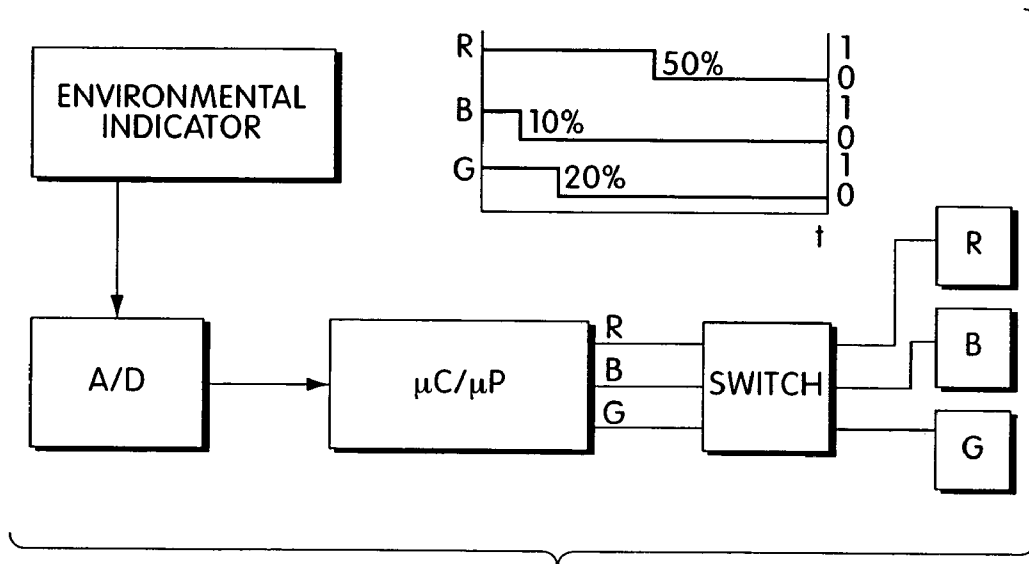 ENVIRONMENTAL
INDICATOR
R
50%
1
0
B
10%
1
0
G
20%
1
0
t
A/D
μC/μP
R
B
G
SWITCH
R
B
G